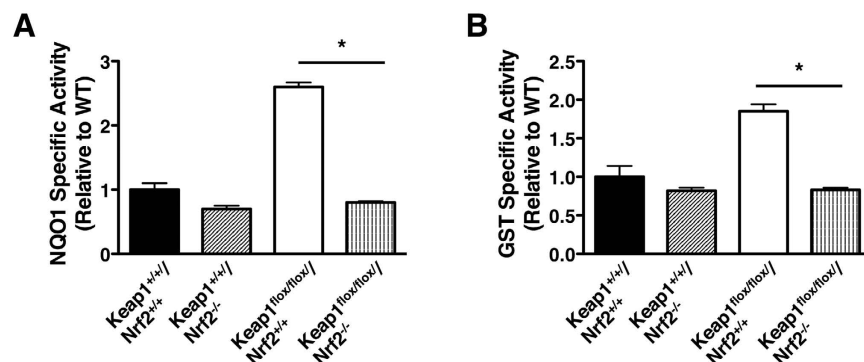 A
NQO1 Specific Activity
(Relative to WT)
3
2
1
0
*
Keap1+/+/
Nrf2+/+
Keap1+/+/
Nrf2-/-
Keap1flox/flox/
Nrf2+/+
Keap1flox/flox/
Nrf2-/-
B
GST Specific Activity
(Relative to WT)
2.5
2.0
1.5
1.0
0.5
0.0
*
Keap1+/+/
Nrf2+/+
Keap1+/+/
Nrf2-/-
Keap1flox/flox/
Nrf2+/+
Keap1flox/flox/
Nrf2-/-